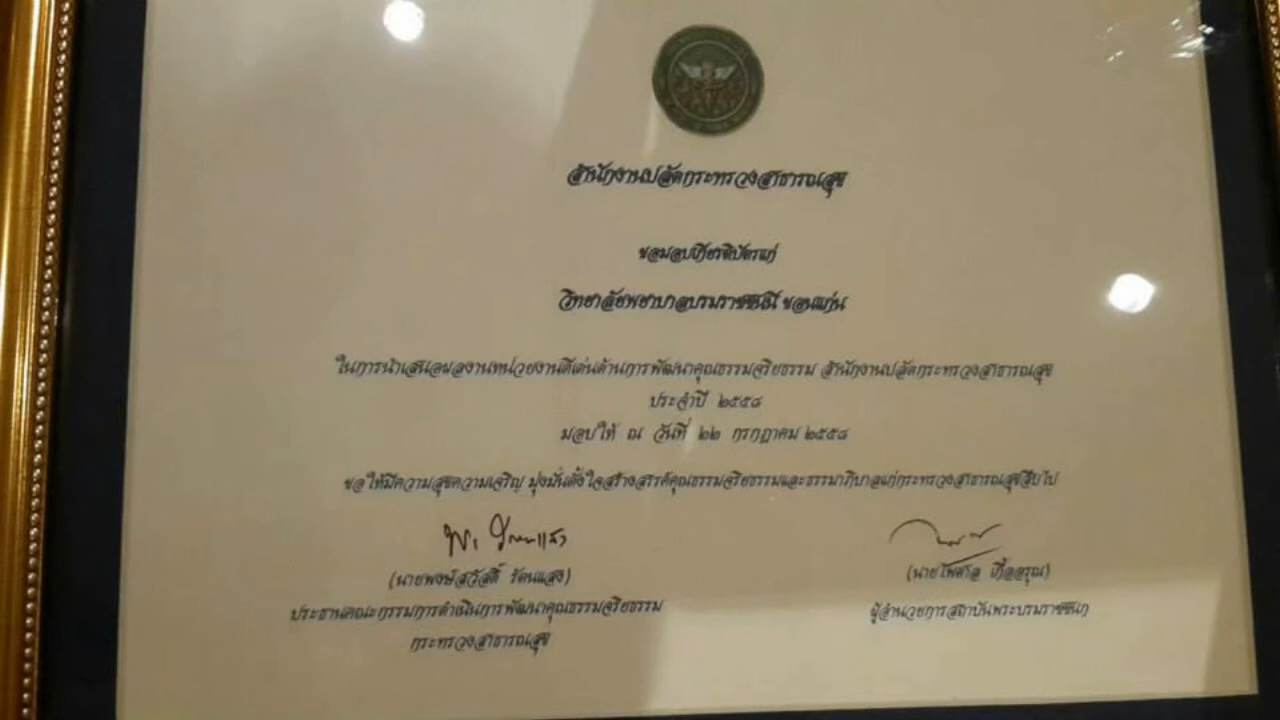 สำนักงานปลัดกระทรวงสาธารณสุข
ขอมอบเกียรติบัตรแก่
วิทยาลัยพยาบาลบรมราชชนนี ขอนแก่น
ในการนำเสนอผลงานหน่วยงานดีเด่นด้านการพัฒนาคุณธรรมจริยธรรม สำนักงานปลัดกระทรวงสาธารณสุข
ประจำปี ๒๕๕๘
มอบให้ ณ วันที่ ๒๒ กรกฎาคม ๒๕๕๘
ขอให้มีความสุขความเจริญ มุ่งมั่นตั้งใจสร้างสรรค์คุณธรรมจริยธรรมและธรรมาภิบาลแก่กระทรวงสาธารณสุขสืบไป
(นายพงษ์สวัสดิ์ รัตนแสง)
(นายไพศาล เกื้ออรุณ)
ประธานคณะกรรมการดำเนินการพัฒนาคุณธรรมจริยธรรม
ผู้อำนวยการสถาบันพระบรมราชชนก
กระทรวงสาธารณสุข